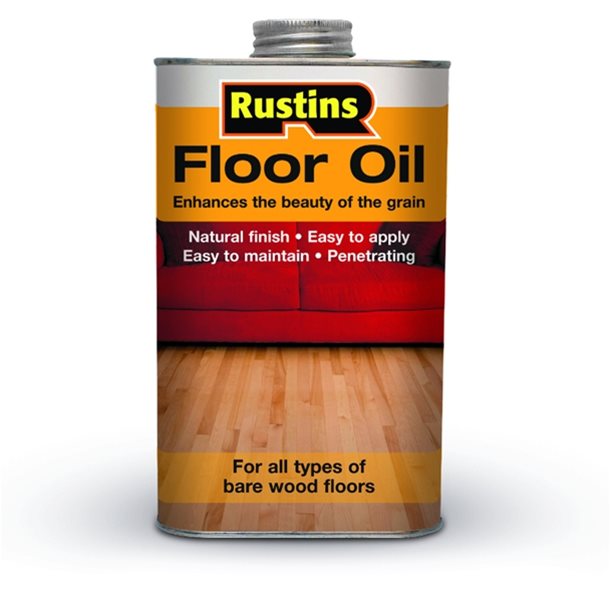 Rustins
Floor Oil
Enhances the beauty of the grain
Natural finish • Easy to apply
Easy to maintain • Penetrating
For all types of
bare wood floors